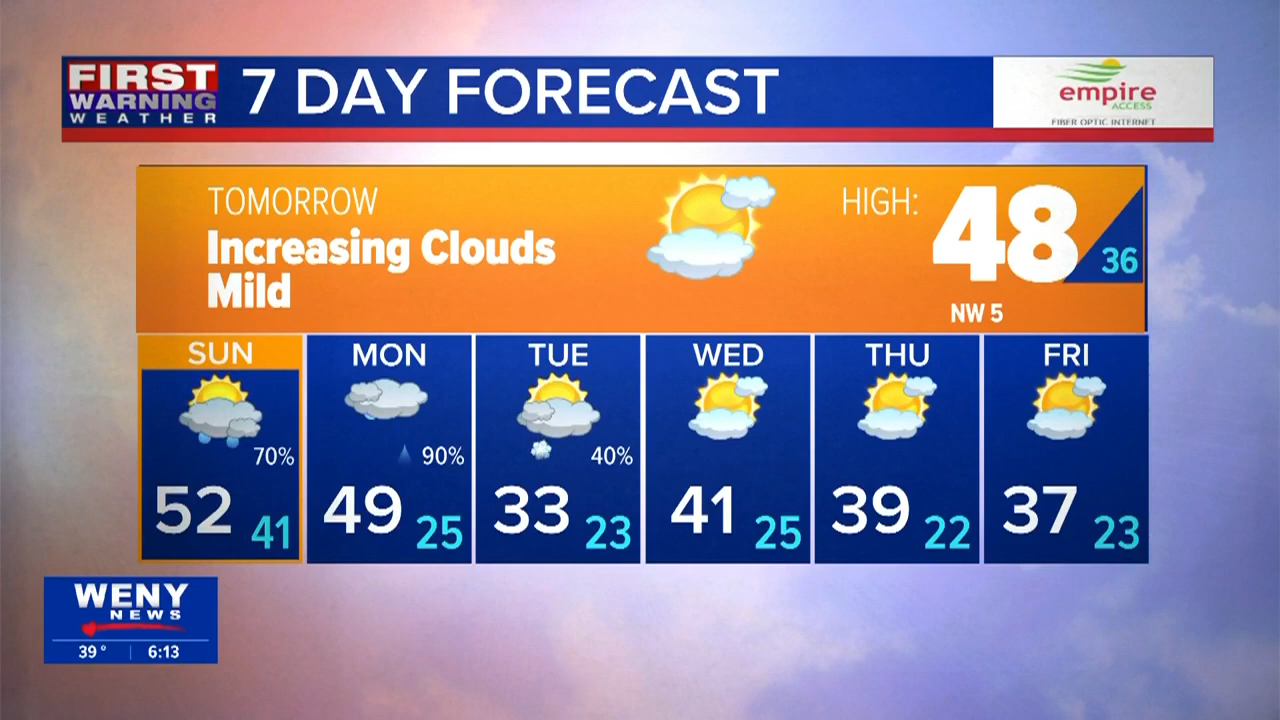 FIRST
WARNING
WEATHER
7 DAY FORECAST
empire
ACCESS
FIBER OPTIC INTERNET
TOMORROW
Increasing Clouds
Mild
HIGH:
48
36
NW 5
SUN
70%
52
41
MON
90%
49
25
TUE
40%
33
23
WED
41
25
THU
39
22
FRI
37
23
WENY
NEWS
39° | 6:13